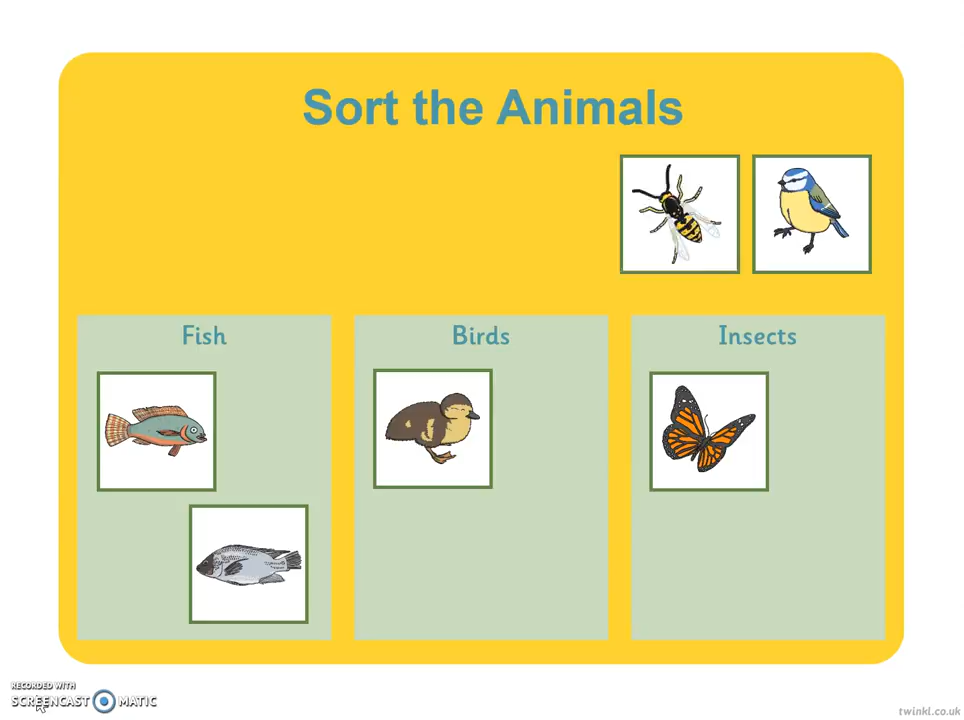 Sort the Animals
Fish
Birds
Insects
RECORDED WITH
SCREENCAST MATIC
twinkl.co.uk